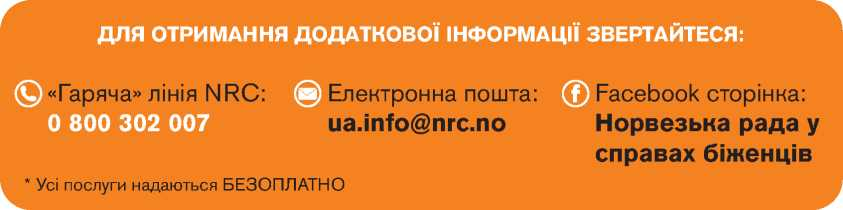 ДЛЯ ОТРИМАННЯ ДОДАТКОВОЇ ІНФОРМАЦІЇ ЗВЕРТАЙТЕСЯ:
«Гаряча» лінія NRC:
0 800 302 007
Електронна пошта:
ua.info@nrc.no
Facebook сторінка:
Норвезька рада у
справах біженців
* Усі послуги надаються БЕЗОПЛАТНО